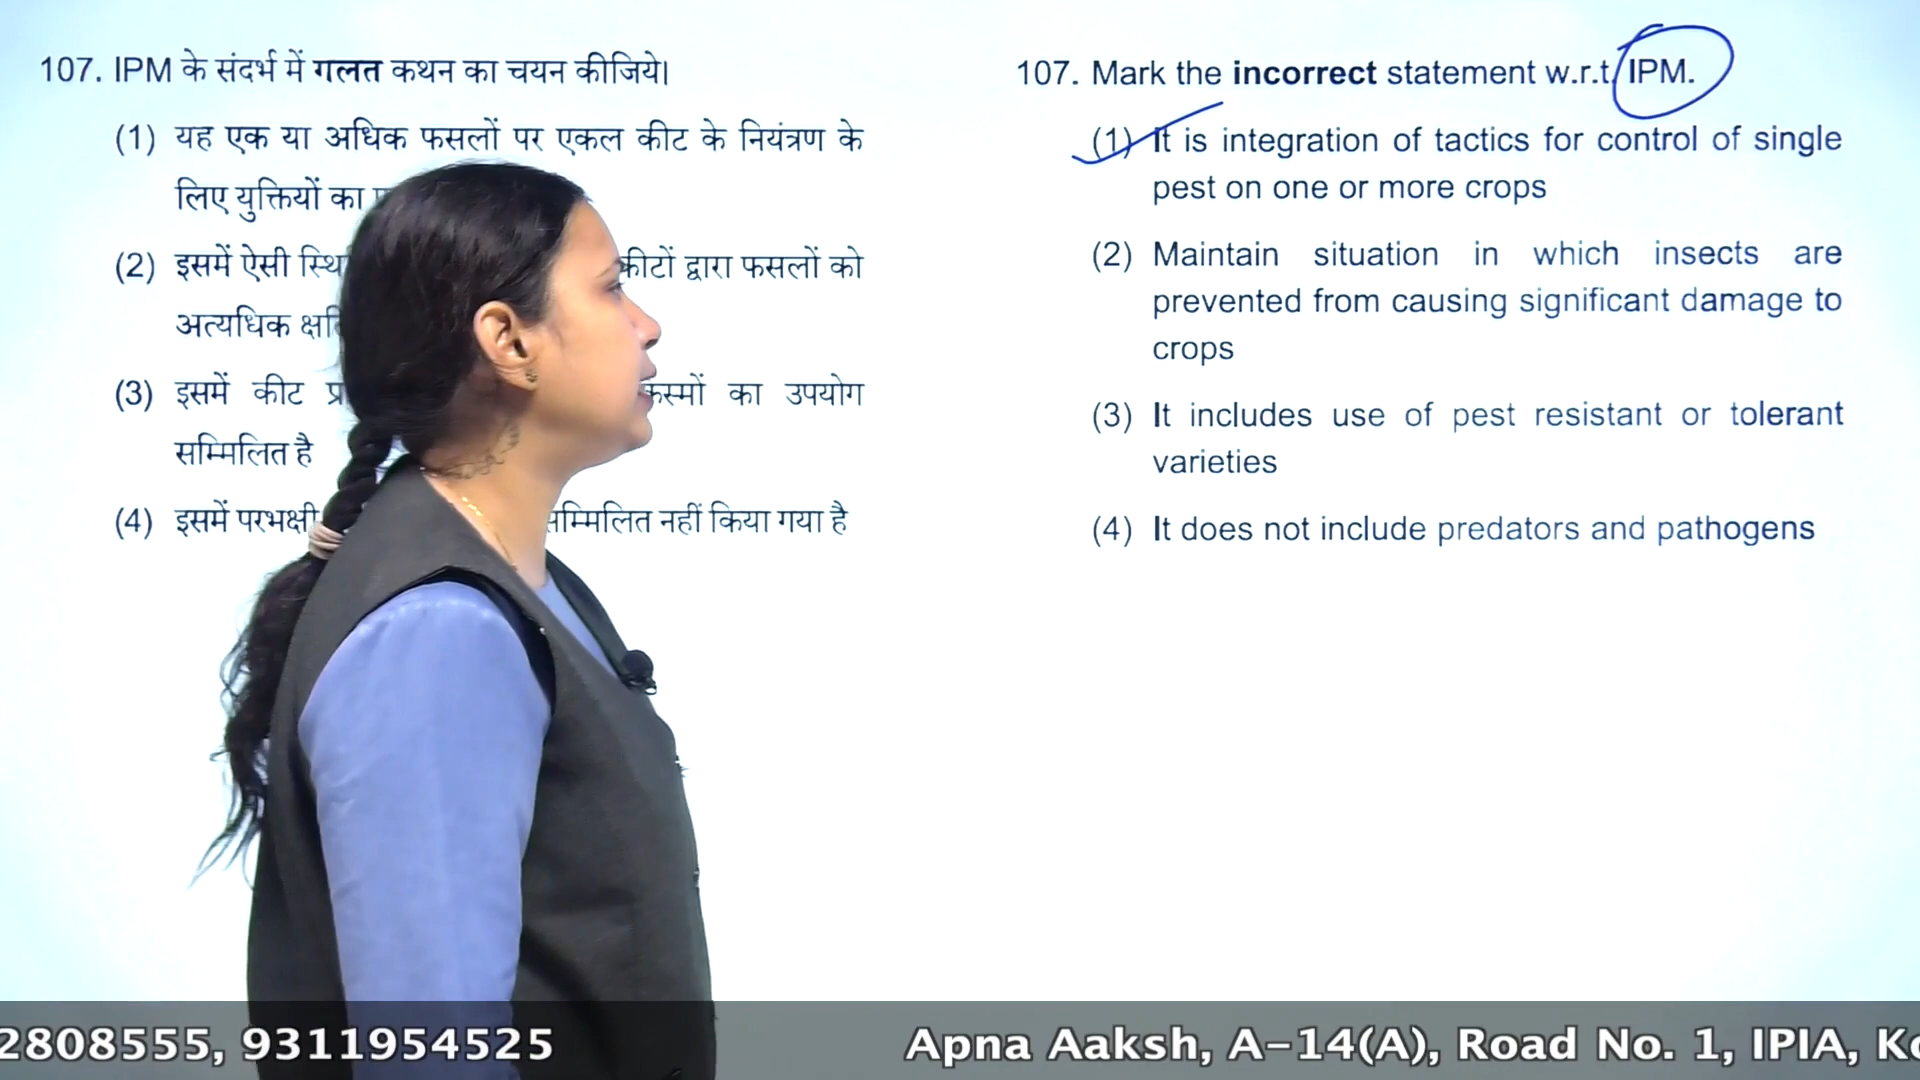 107. IPM के संदर्भ में गलत कथन का चयन कीजिये।
(1) यह एक या अधिक फसलों पर एकल कीट के नियंत्रण के
लिए युक्तियों का
(2) इसमें ऐसी कीटों द्वारा फसलों को
अत्यधिक
(3) इसमें कीट का उपयोग
सम्मिलित है
(4) इसमें परभक्षी सम्मिलित नहीं किया गया है
107. Mark the incorrect statement w.r.t. IPM.
(1) It is integration of tactics for control of single
pest on one or more crops
(2) Maintain situation in which insects are
prevented from causing significant damage to
crops
(3) It includes use of pest resistant or tolerant
varieties
(4) It does not include predators and pathogens
2808555, 9311954525 Apna Aaksh, A-14(A), Road No. 1, IPIA,